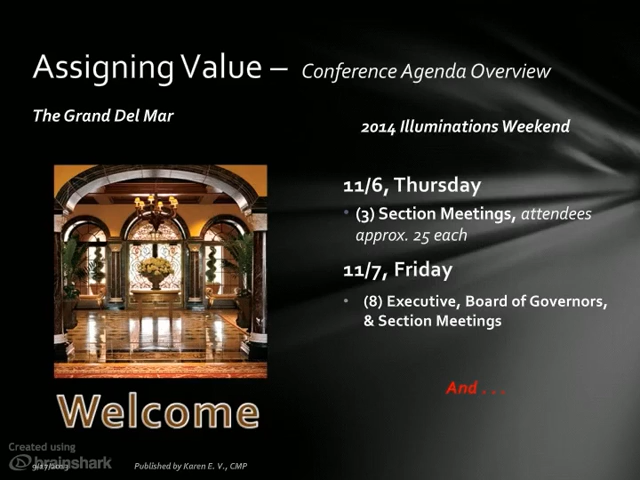 Assigning Value – Conference Agenda Overview
The Grand Del Mar
2014 Illuminations Weekend
11/6, Thursday
• (3) Section Meetings, attendees
approx. 25 each
11/7, Friday
• (8) Executive, Board of Governors,
& Section Meetings
And . . .
Welcome
Created using
brainshark
Published by Karen E. V., CMP